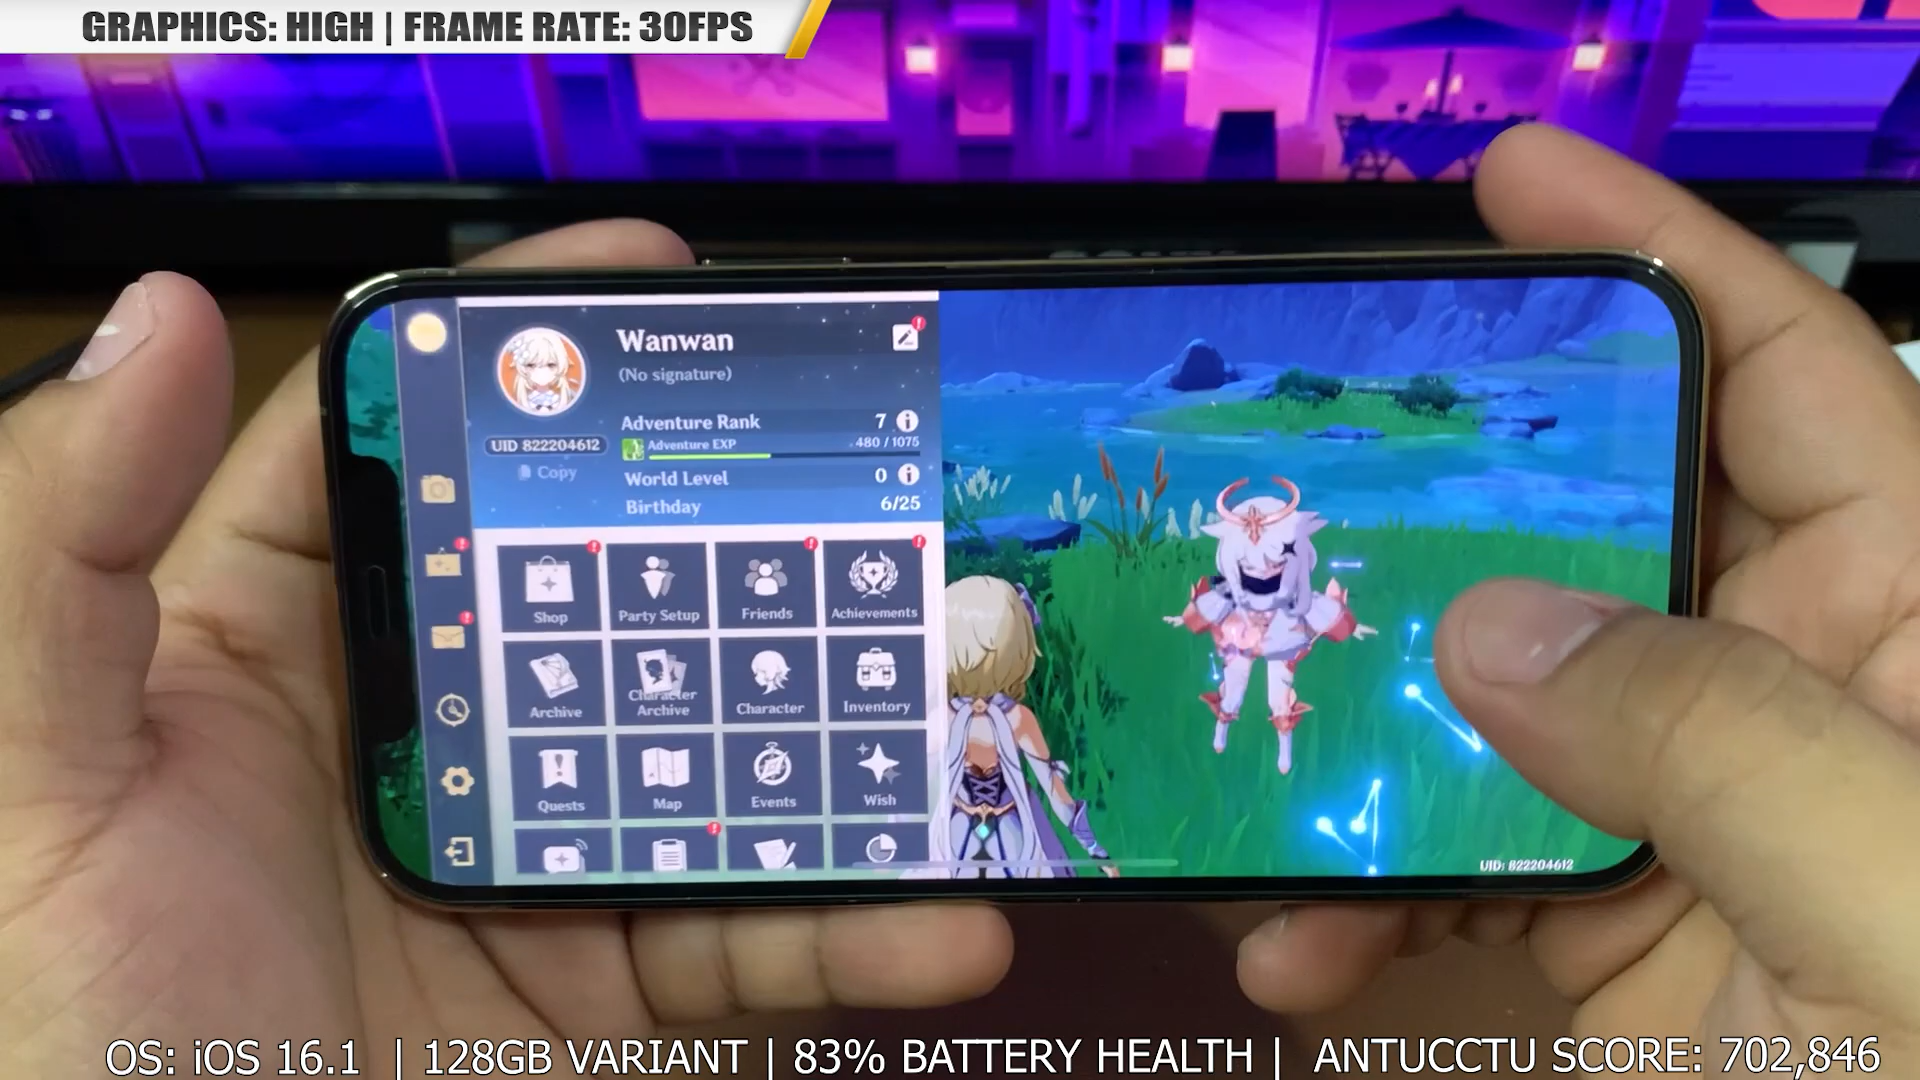 GRAPHICS: HIGH | FRAME RATE: 30FPS
Wanwan
(No signature)
Adventure Rank 7
Adventure EXP 480 / 1075
UID 822204612
Copy
World Level 0
Birthday 6/25
Shop Party Setup Friends Achievements
Archive Character Archive Character Inventory
Quests Map Events Wish
UID: 822204612
OS: iOS 16.1 | 128GB VARIANT | 83% BATTERY HEALTH | ANTUCCTU SCORE: 702,846